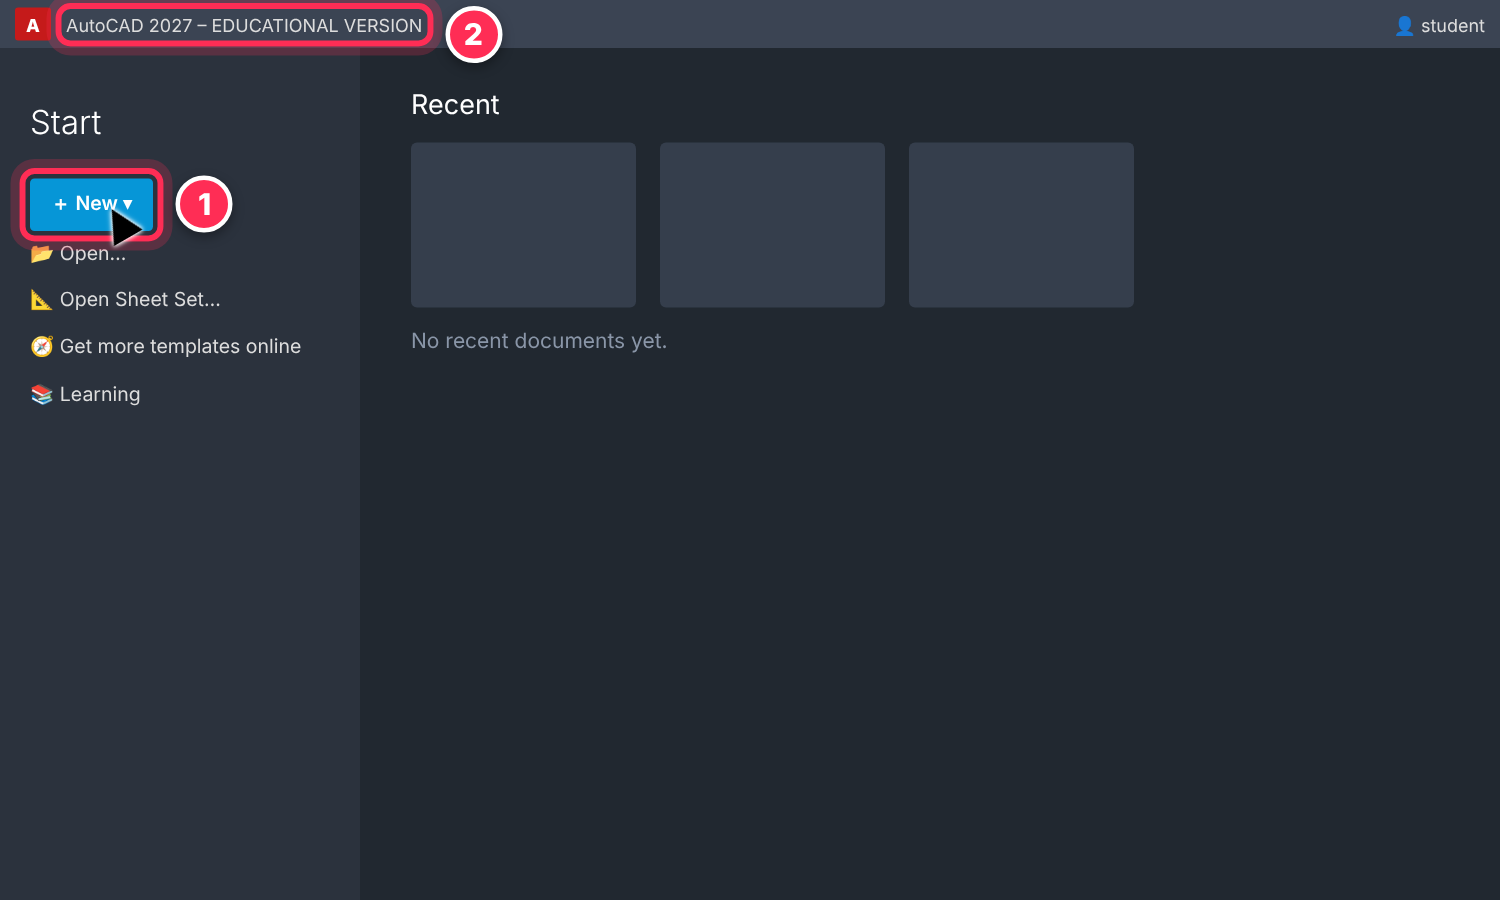 A AutoCAD 2027 – EDUCATIONAL VERSION 2
👤 student
Start
+ New ▾ 1
📂 Open...
📐 Open Sheet Set...
🧭 Get more templates online
📚 Learning
Recent
No recent documents yet.